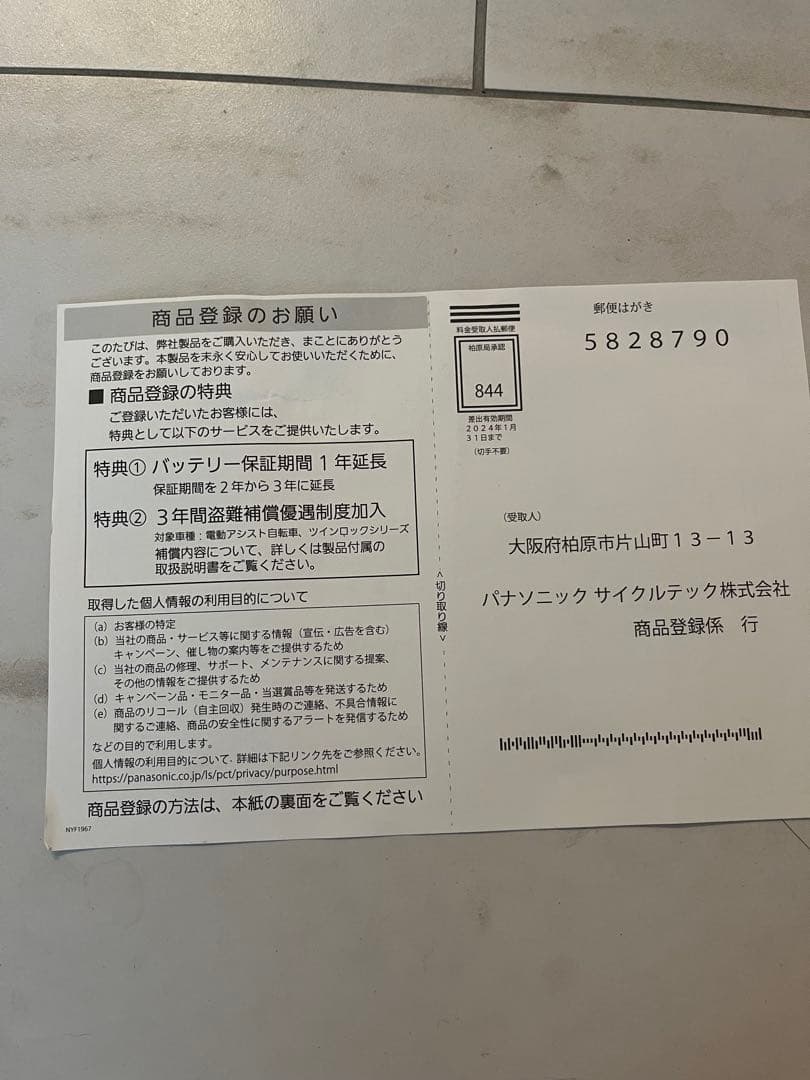 商品登録のお願い
このたびは、弊社製品をご購入いただき、まことにありがとう
ございます。本製品を末永く安心してお使いいただくために、
商品登録をお願いしております。
■ 商品登録の特典
ご登録いただいたお客様には、
特典として以下のサービスをご提供いたします。
特典① バッテリー保証期間1年延長
保証期間を2年から3年に延長
特典② 3年間盗難補償優遇制度加入
対象車種：電動アシスト自転車、ツインロックシリーズ
補償内容について、詳しくは製品付属の
取扱説明書をご覧ください。
取得した個人情報の利用目的について
(a) お客様の特定
(b) 当社の商品・サービス等に関する情報（宣伝・広告を含む）
キャンペーン、催し物の案内等をご提供するため
(c) 当社の商品の修理、サポート、メンテナンスに関する提案、
その他の情報をご提供するため
(d) キャンペーン品・モニター品・当選賞品等を発送するため
(e) 商品のリコール（自主回収）発生時のご連絡、不具合情報に
関するご連絡、商品の安全性に関するアラートを発信するため
などの目的で利用します。
個人情報の利用目的について、詳細は下記リンク先をご参照ください。
https://panasonic.co.jp/ls/pct/privacy/purpose.html
商品登録の方法は、本紙の裏面をご覧ください
NYF1967
<切り取り線>
料金受取人払郵便
柏原局承認
844
差出有効期間
2024年1月
31日まで
（切手不要）
郵便はがき
5828790
（受取人）
大阪府柏原市片山町13－13
パナソニック サイクルテック株式会社
商品登録係 行